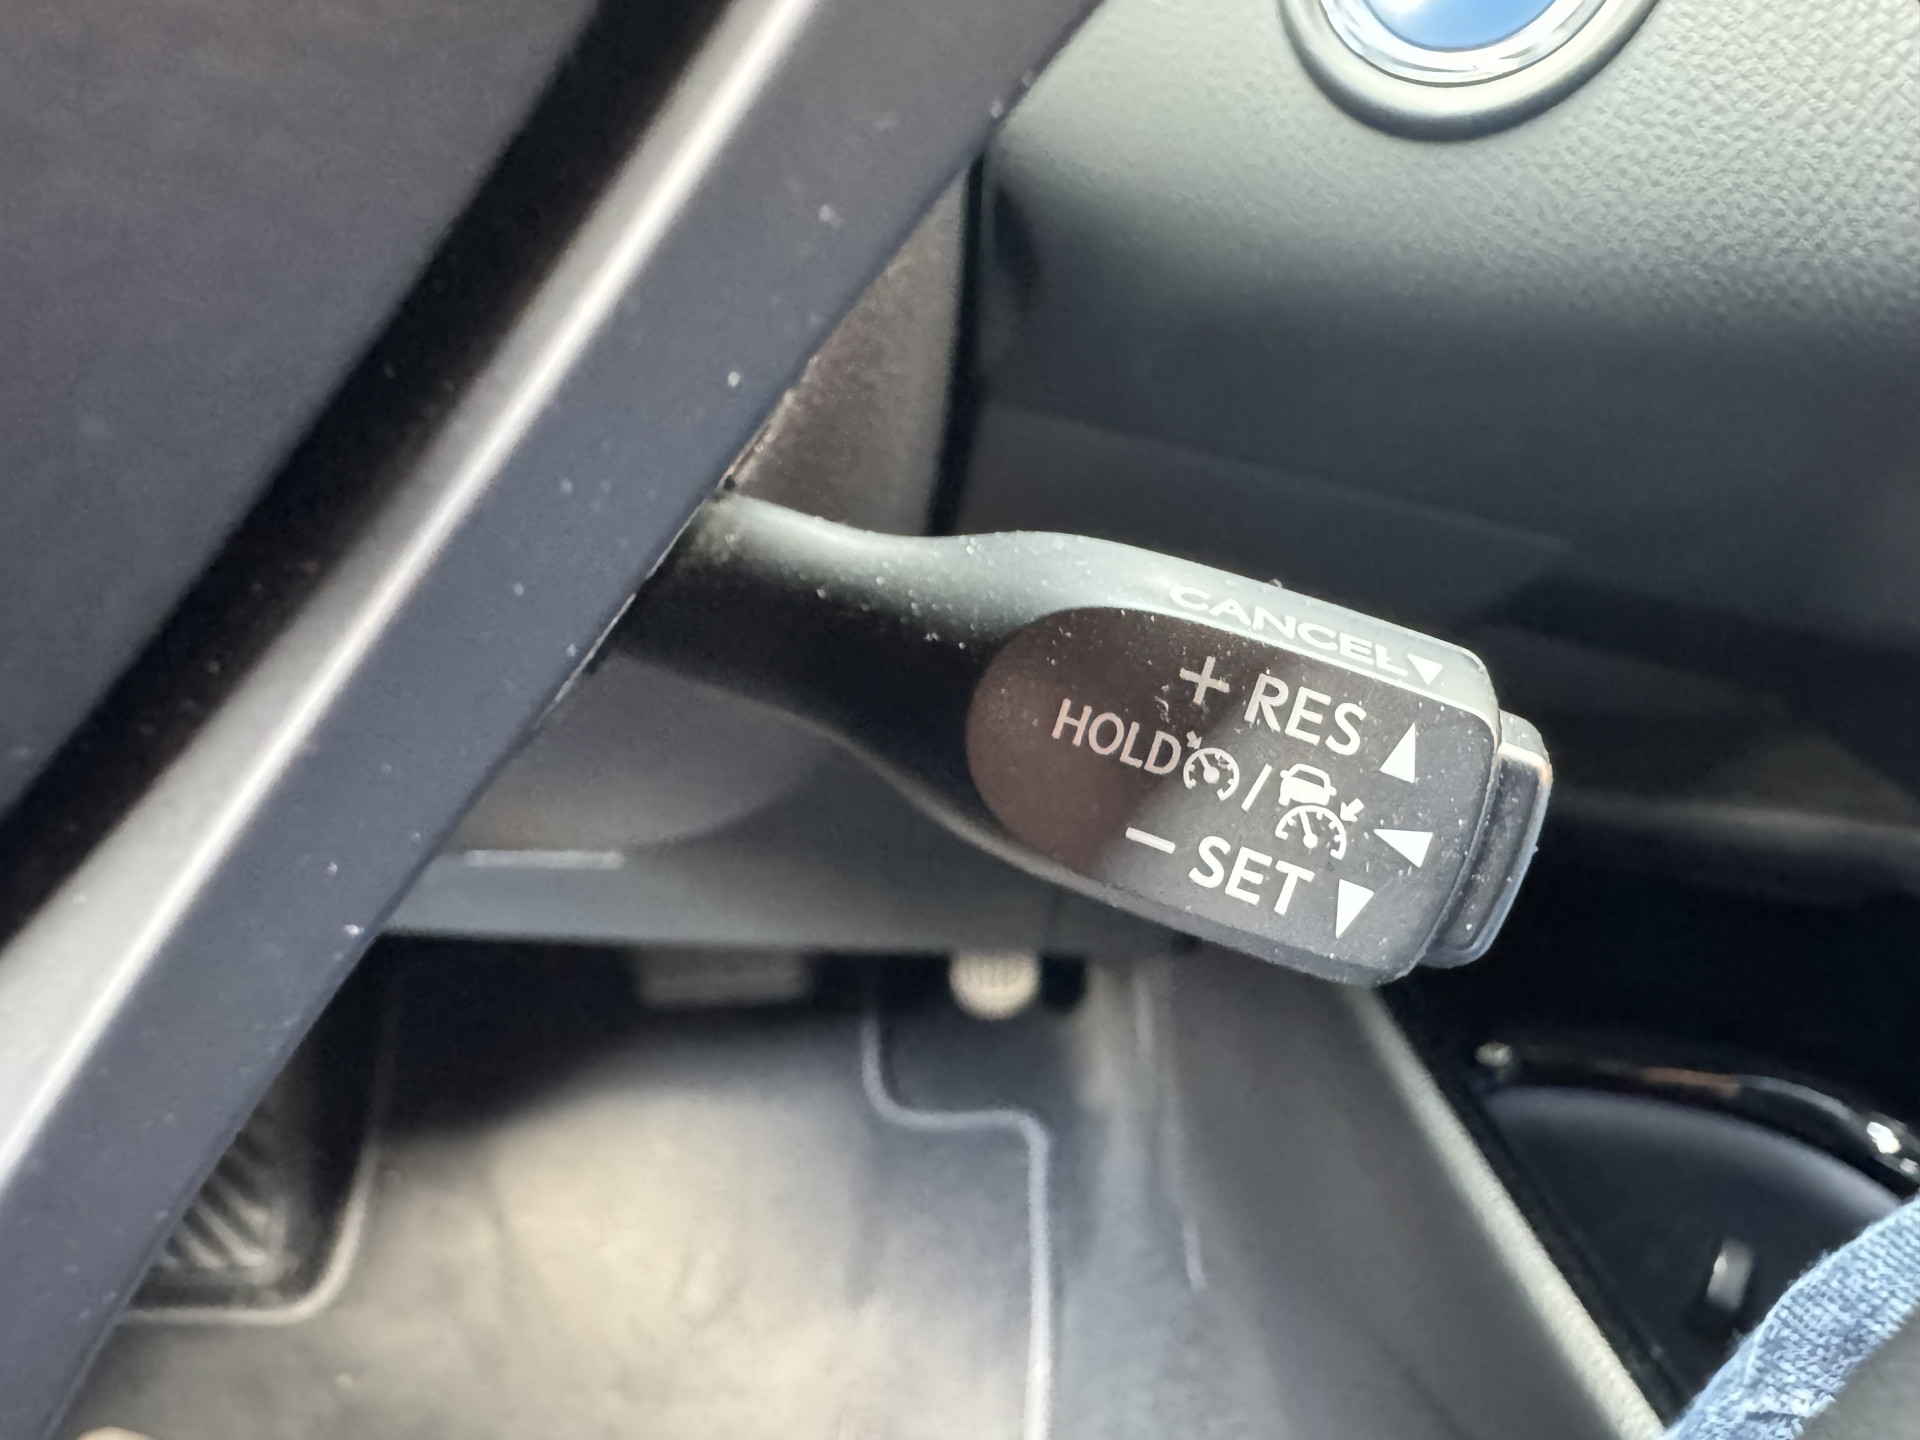 CANCEL
+ RES
HOLD /
− SET